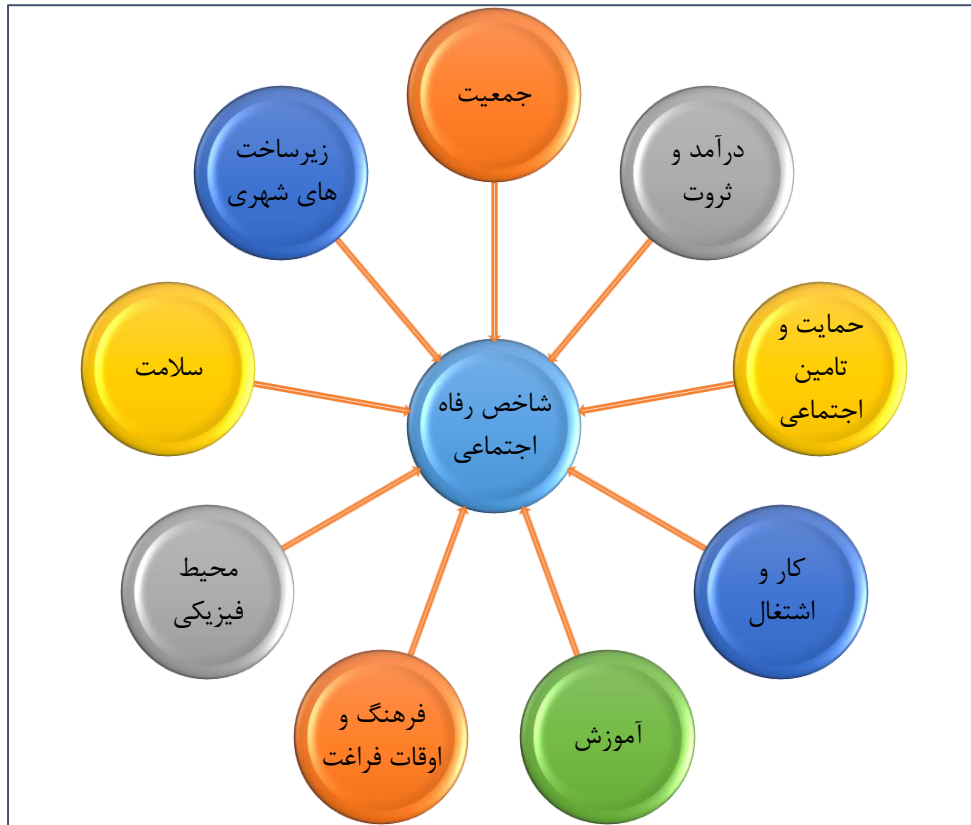 جمعیت
درآمد و
ثروت
حمایت و
تامین
اجتماعی
کار و
اشتغال
آموزش
فرهنگ و
اوقات فراغت
محیط
فیزیکی
سلامت
زیرساخت
های شهری
شاخص رفاه
اجتماعی